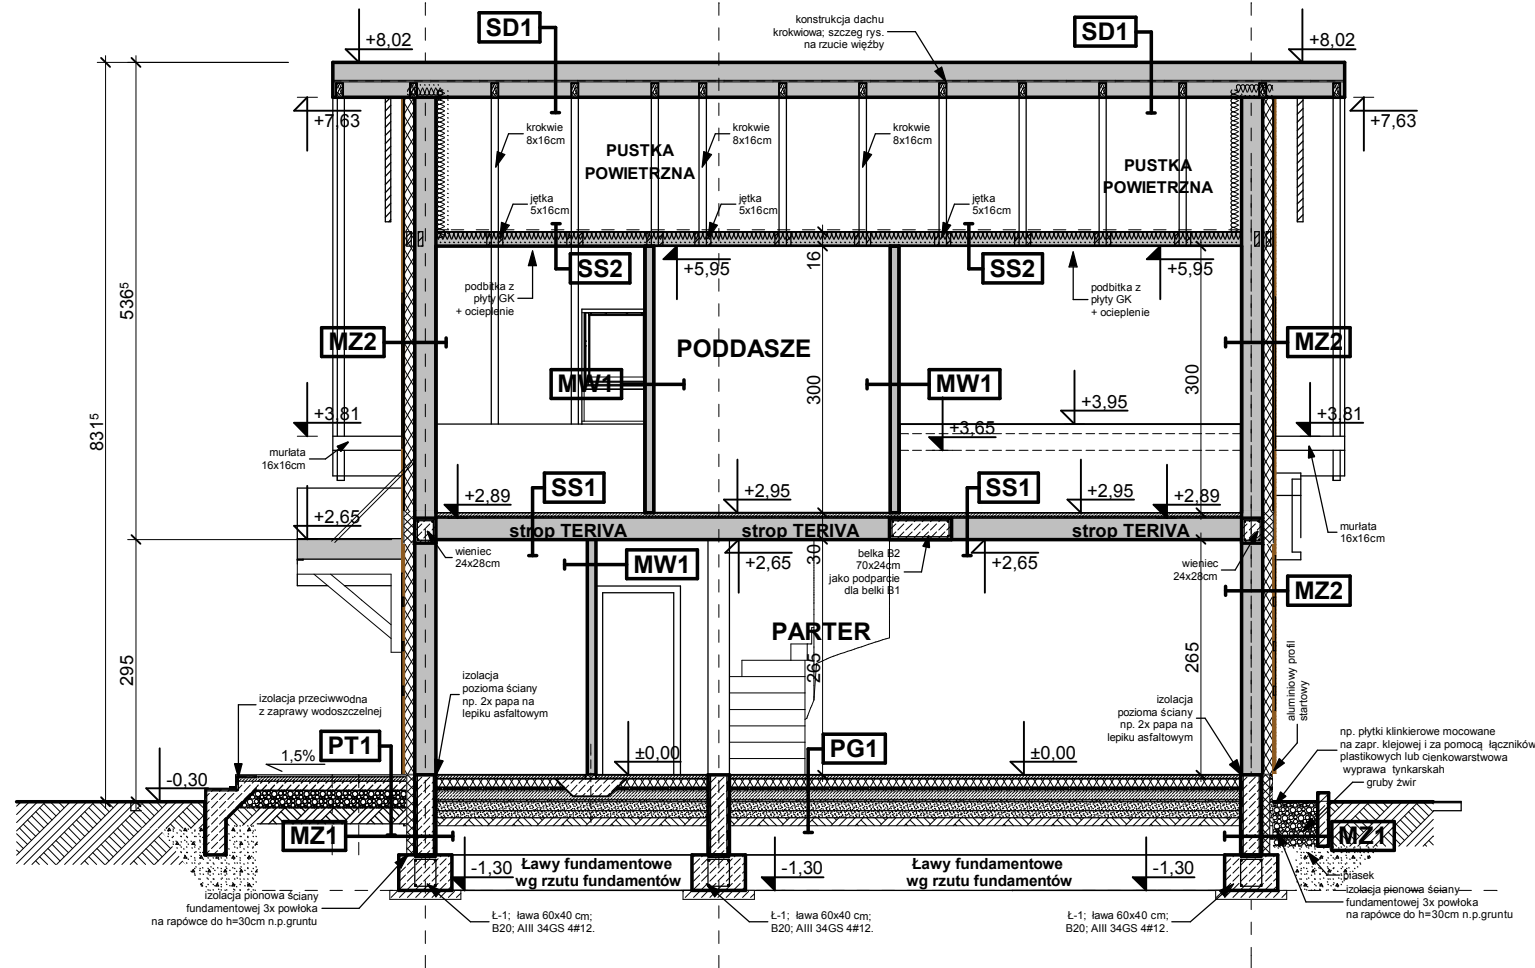 SD1
konstrukcja dachu
krokwiowa; szczeg rys.
na rzucie więźby
SD1
+8,02
+8,02
+7,63
+7,63
krokwie
8x16cm
krokwie
8x16cm
krokwie
8x16cm
PUSTKA
POWIETRZNA
PUSTKA
POWIETRZNA
jętka
5x16cm
jętka
5x16cm
jętka
5x16cm
SS2
+5,95
16
SS2
+5,95
podbitka z
płyty GK
+ ocieplenie
podbitka z
płyty GK
+ ocieplenie
536⁵
831⁵
295
MZ2
PODDASZE
MZ2
MW1
300
MW1
300
+3,81
+3,95
+3,65
+3,81
murłata
16x16cm
SS1
SS1
+2,89
+2,95
+2,95
+2,89
+2,65
strop TERIVA
strop TERIVA
strop TERIVA
murłata
16x16cm
wieniec
24x28cm
MW1
+2,65
30
belka B2
70x24cm
jako podparcie
dla belki B1
+2,65
wieniec
24x28cm
MZ2
PARTER
265
265
izolacja
pozioma ściany
np. 2x papa na
lepiku asfaltowym
izolacja
pozioma ściany
np. 2x papa na
lepiku asfaltowym
aluminiowy profil
startowy
izolacja przeciwwodna
z zaprawy wodoszczelnej
PT1
1,5%
±0,00
PG1
±0,00
np. płytki klinkierowe mocowane
na zapr. klejowej i za pomocą łączników
plastikowych lub cienkowarstwowa
wyprawa tynkarskah
gruby żwir
-0,30
MZ1
MZ1
-1,30
Ławy fundamentowe
wg rzutu fundamentów
-1,30
Ławy fundamentowe
wg rzutu fundamentów
-1,30
piasek
izolacja pionowa ściany
fundamentowej 3x powłoka
na rapówce do h=30cm n.p.gruntu
izolacja pionowa ściany
fundamentowej 3x powłoka
na rapówce do h=30cm n.p.gruntu
Ł-1; ława 60x40 cm;
B20; AIII 34GS 4#12.
Ł-1; ława 60x40 cm;
B20; AIII 34GS 4#12.
Ł-1; ława 60x40 cm;
B20; AIII 34GS 4#12.